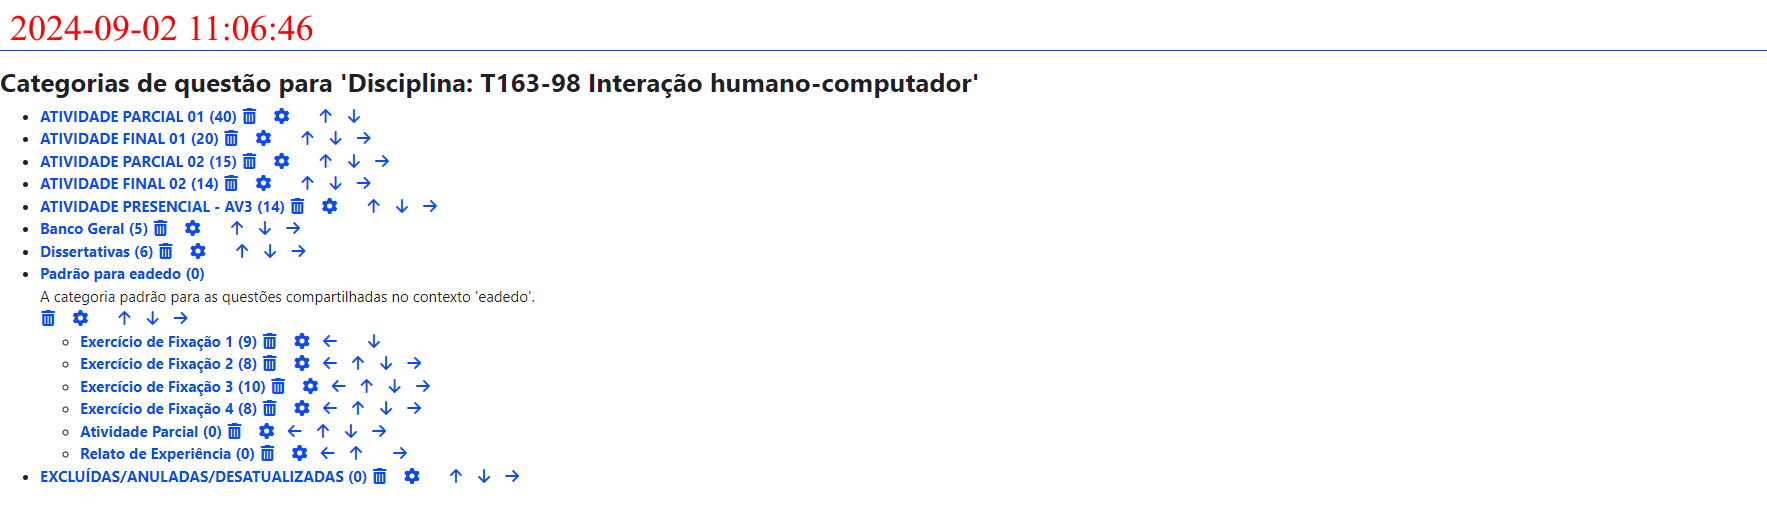 2024-09-02 11:06:46
Categorias de questão para 'Disciplina: T163-98 Interação humano-computador'
ATIVIDADE PARCIAL 01 (40)
ATIVIDADE FINAL 01 (20)
ATIVIDADE PARCIAL 02 (15)
ATIVIDADE FINAL 02 (14)
ATIVIDADE PRESENCIAL - AV3 (14)
Banco Geral (5)
Dissertativas (6)
Padrão para eadedo (0)
A categoria padrão para as questões compartilhadas no contexto 'eadedo'.
Exercício de Fixação 1 (9)
Exercício de Fixação 2 (8)
Exercício de Fixação 3 (10)
Exercício de Fixação 4 (8)
Atividade Parcial (0)
Relato de Experiência (0)
EXCLUÍDAS/ANULADAS/DESATUALIZADAS (0)